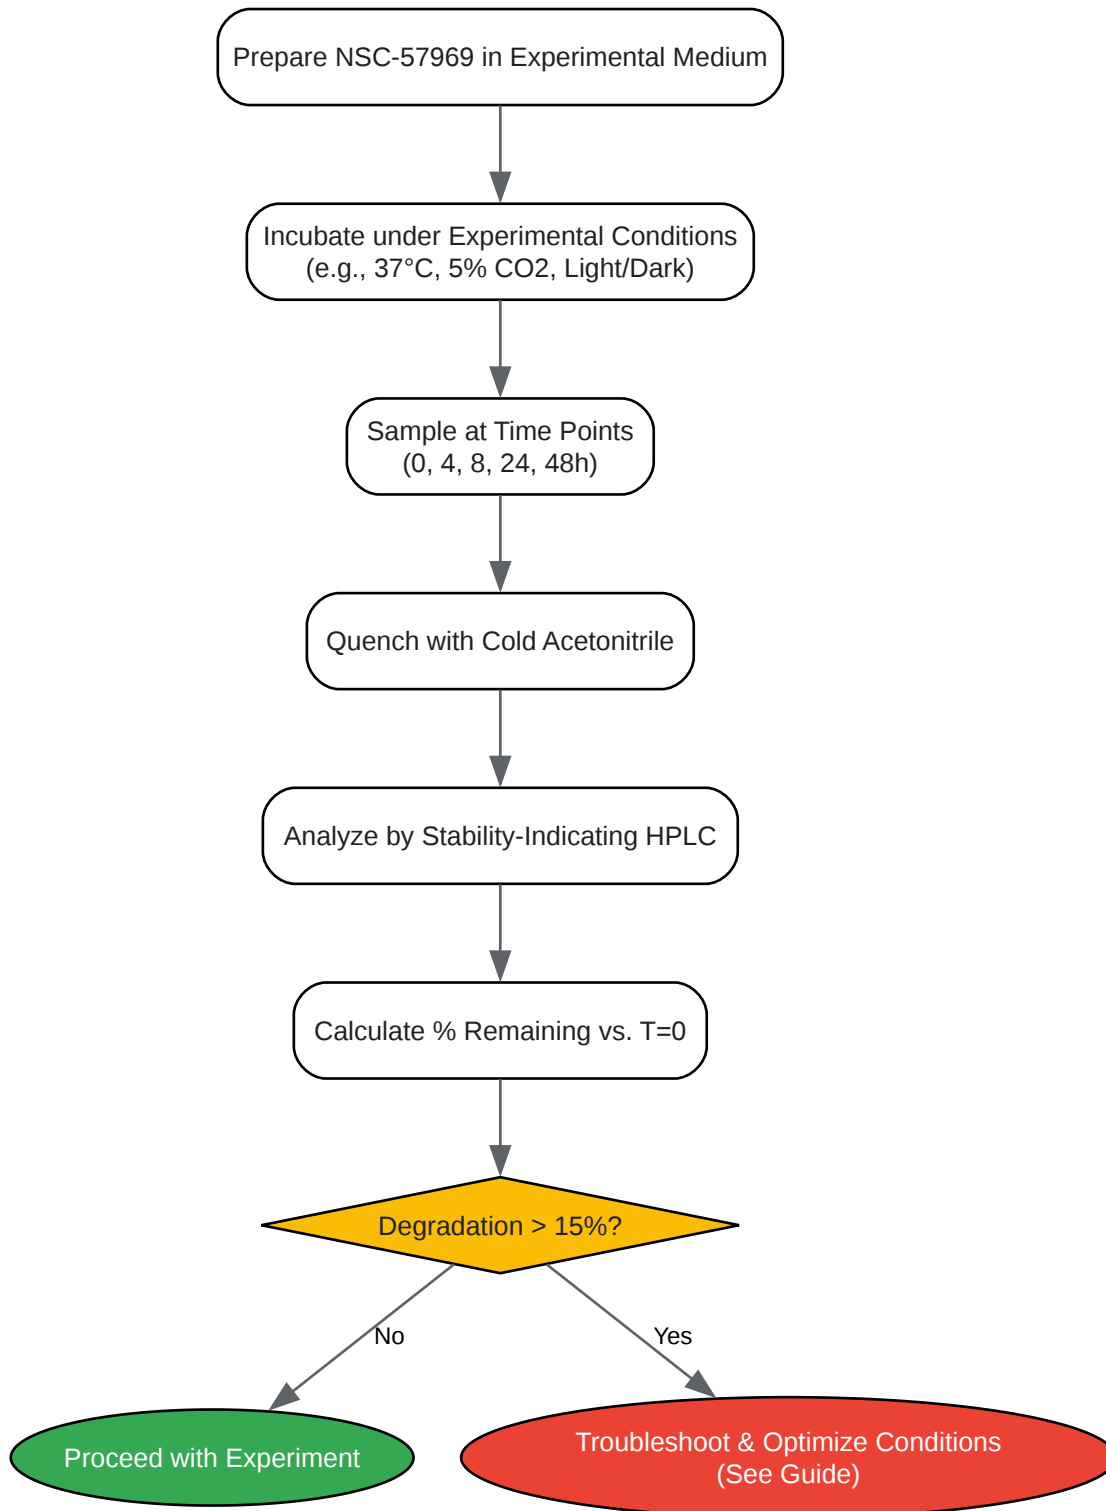 Prepare NSC-57969 in Experimental Medium
Incubate under Experimental Conditions
(e.g., 37°C, 5% CO2, Light/Dark)
Sample at Time Points
(0, 4, 8, 24, 48h)
Quench with Cold Acetonitrile
Analyze by Stability-Indicating HPLC
Calculate % Remaining vs. T=0
Degradation > 15%?
No
Yes
Proceed with Experiment
Troubleshoot & Optimize Conditions
(See Guide)